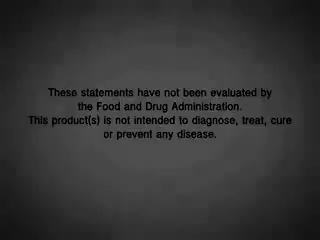 These statements have not been evaluated by
the Food and Drug Administration.
This product(s) is not intended to diagnose, treat, cure
or prevent any disease.